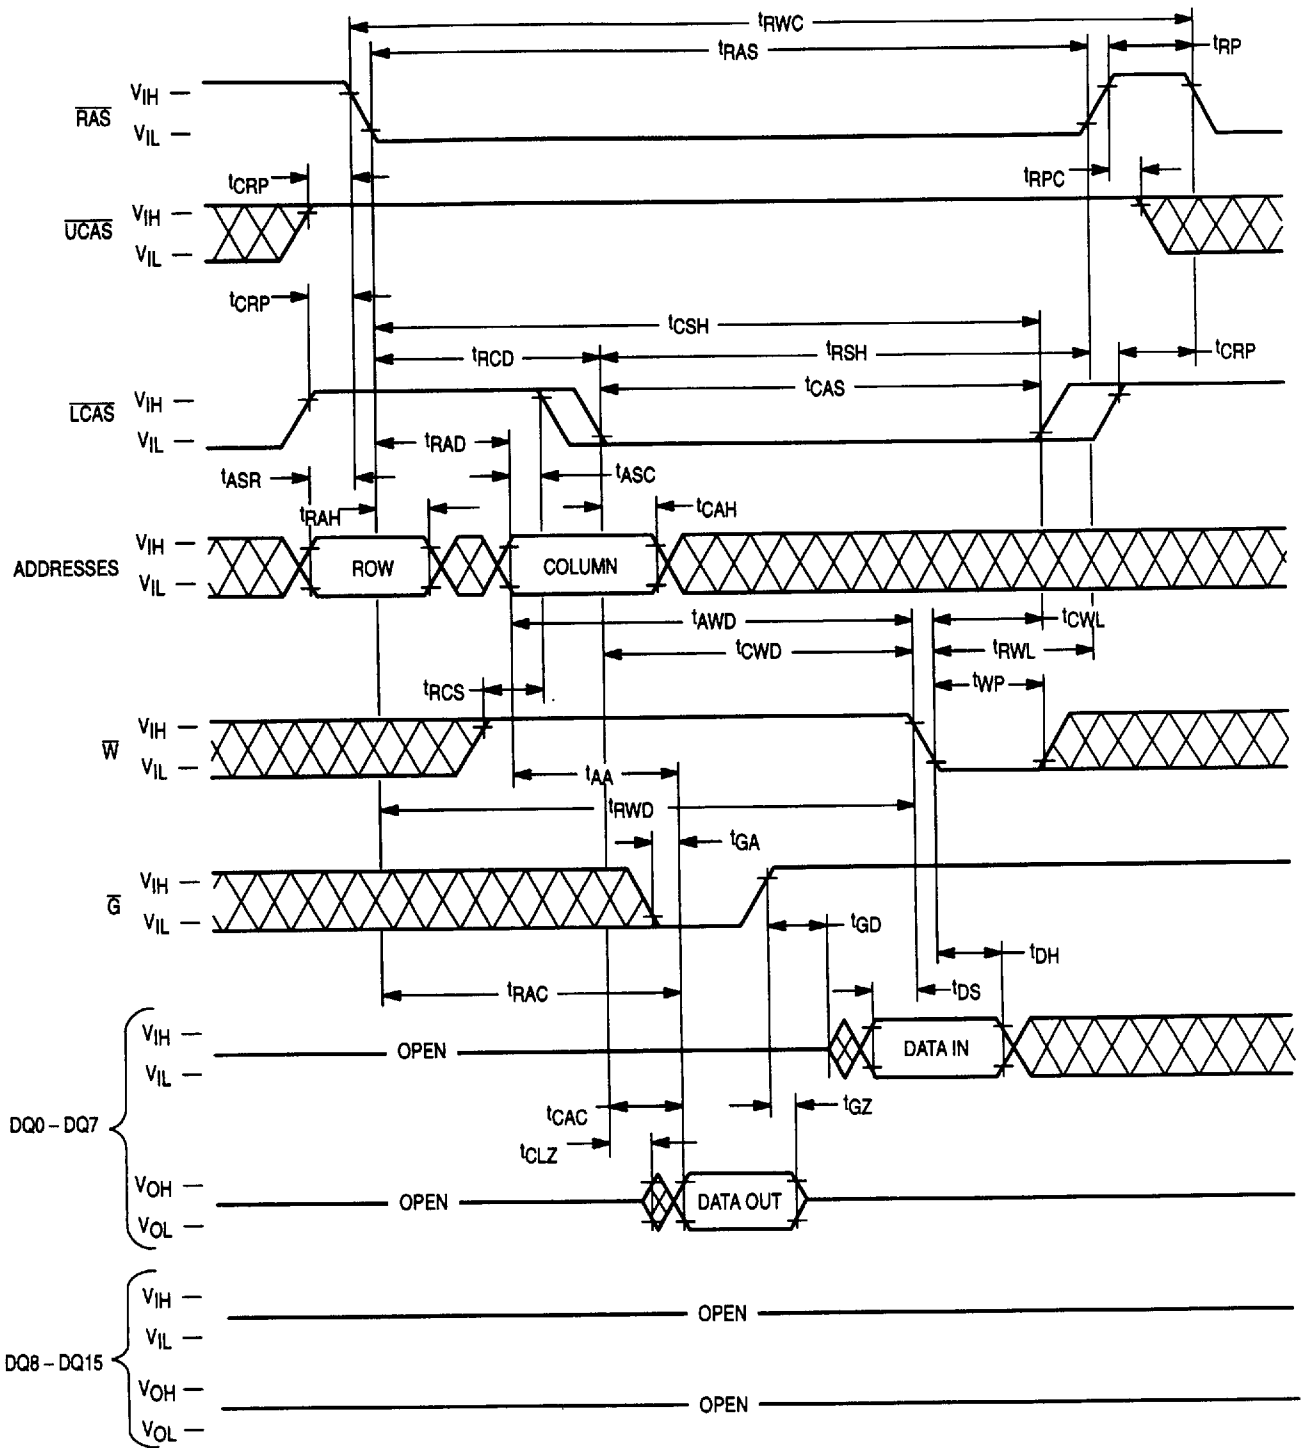 tRWC
tRAS
tRP
RAS
VIH
VIL
tCRP
tRPC
UCAS
VIH
VIL
tCRP
tCSH
tRCD
tRSH
tCRP
tCAS
LCAS
VIH
VIL
tRAD
tASR
tASC
tRAH
tCAH
ADDRESSES
VIH
VIL
ROW
COLUMN
tAWD
tCWL
tCWD
tRWL
tRCS
tWP
W
VIH
VIL
tAA
tRWD
tGA
G
VIH
VIL
tGD
tDH
tRAC
tDS
DQ0 – DQ7
VIH
VIL
OPEN
DATA IN
tCAC
tGZ
tCLZ
VOH
VOL
OPEN
DATA OUT
DQ8 – DQ15
VIH
VIL
OPEN
VOH
VOL
OPEN